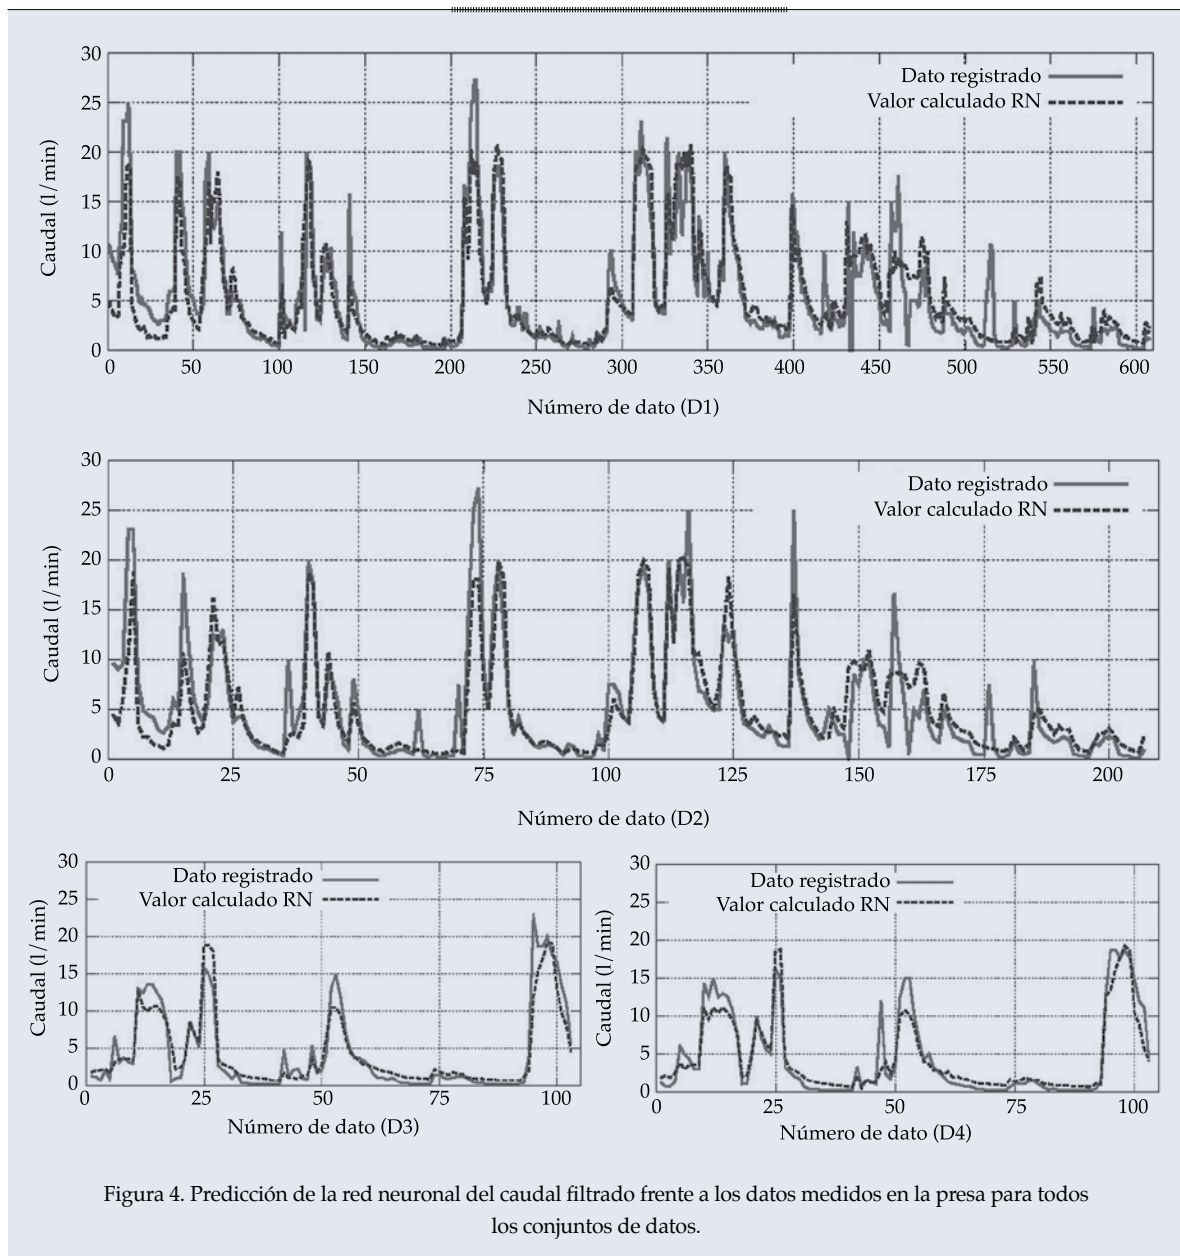 30
25
20
15
10
5
0
Caudal (l/min)
Dato registrado
Valor calculado RN
0 50 100 150 200 250 300 350 400 450 500 550 600
Número de dato (D1)
30
25
20
15
10
5
0
Caudal (l/min)
Dato registrado
Valor calculado RN
0 25 50 75 100 125 150 175 200
Número de dato (D2)
30
25
20
15
10
5
0
Caudal (l/min)
Dato registrado
Valor calculado RN
0 25 50 75 100
Número de dato (D3)
30
25
20
15
10
5
0
Caudal (l/min)
Dato registrado
Valor calculado RN
0 25 50 75 100
Número de dato (D4)
Figura 4. Predicción de la red neuronal del caudal filtrado frente a los datos medidos en la presa para todos
los conjuntos de datos.